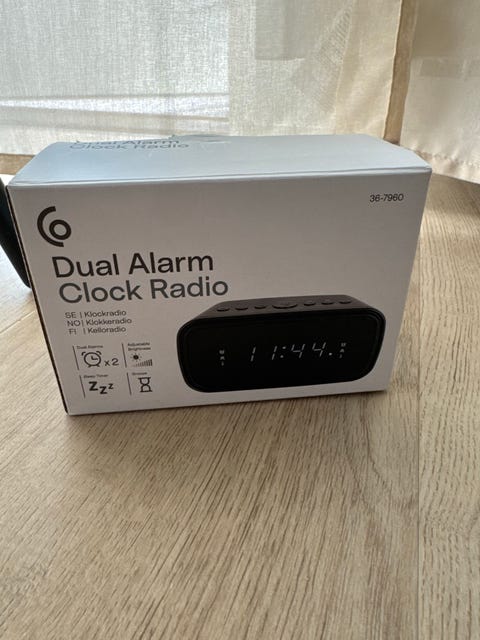 Dual Alarm
Clock Radio
36-7960
Dual Alarm
Clock Radio
SE | Klockradio
NO | Klokkeradio
FI | Kelloradio
Dual Alarms
x 2
Adjustable
Brightness
Sleep Timer
Zzz
Snooze
11:44